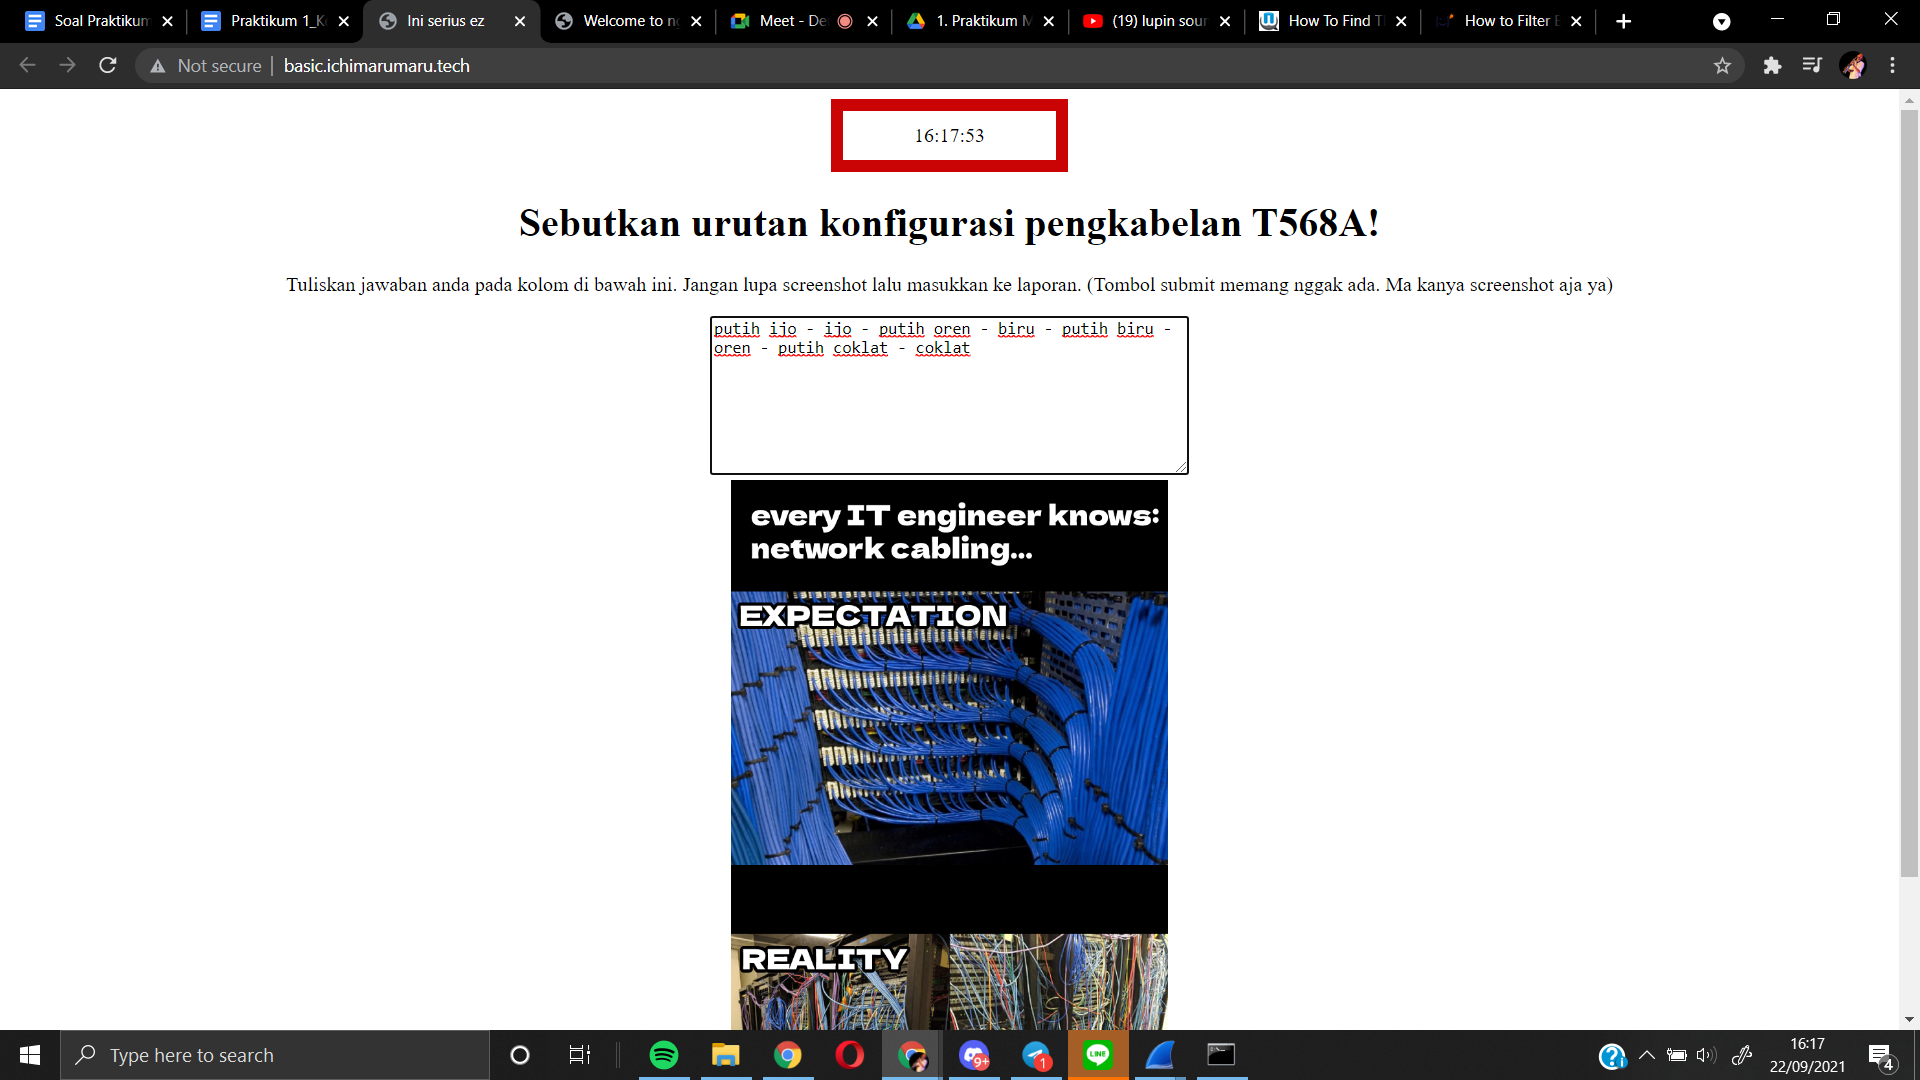 Soal Praktikum
Praktikum 1_K
Ini serius ez
Welcome to n
Meet - De
1. Praktikum M
(19) lupin sour
How To Find T
How to Filter E
Not secure
basic.ichimarumaru.tech
16:17:53
Sebutkan urutan konfigurasi pengkabelan T568A!
Tuliskan jawaban anda pada kolom di bawah ini. Jangan lupa screenshot lalu masukkan ke laporan. (Tombol submit memang nggak ada. Ma kanya screenshot aja ya)
putih ijo - ijo - putih oren - biru - putih biru -
oren - putih coklat - coklat
every IT engineer knows:
network cabling...
EXPECTATION
REALITY
Type here to search
9+
1
LINE
16:17
22/09/2021
4